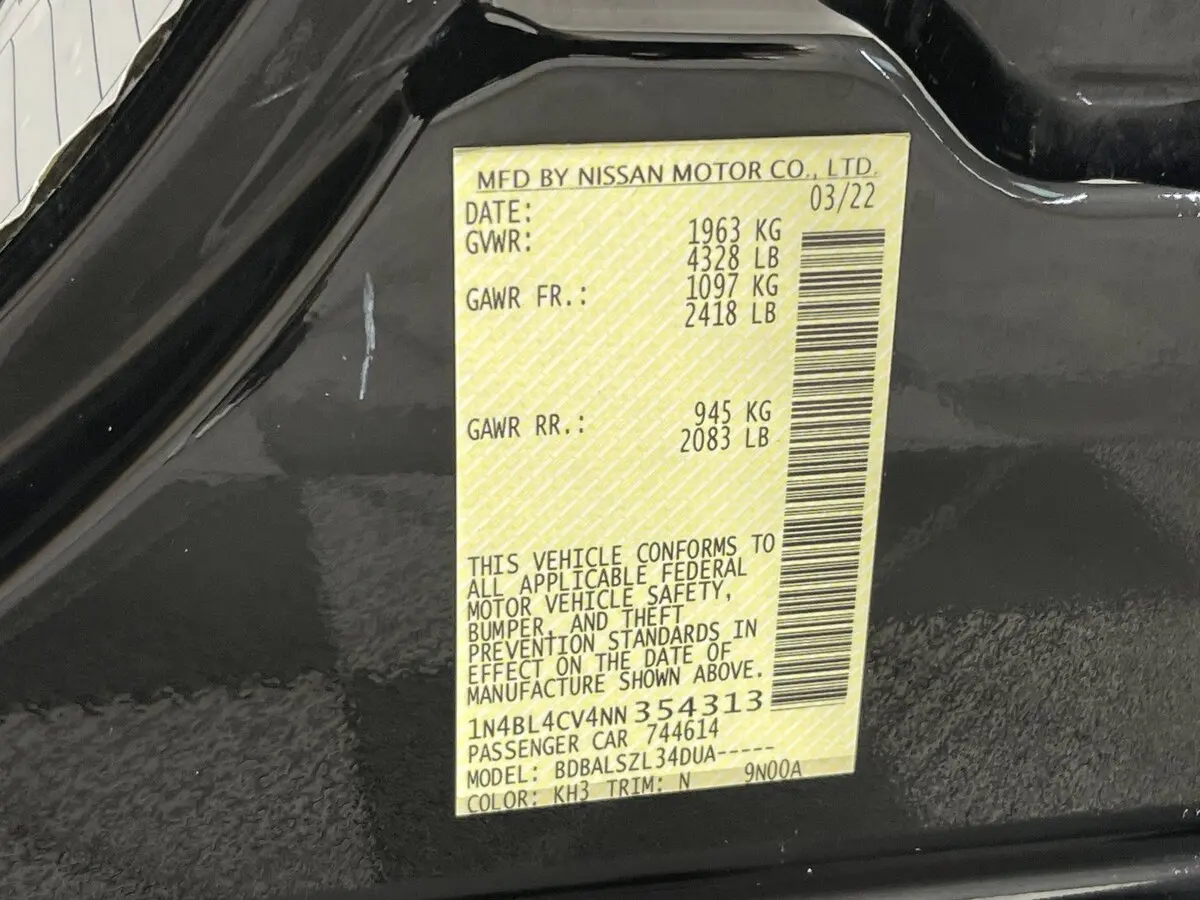 MFD BY NISSAN MOTOR CO., LTD.
DATE: 03/22
GVWR: 1963 KG
4328 LB
GAWR FR.: 1097 KG
2418 LB
GAWR RR.: 945 KG
2083 LB
THIS VEHICLE CONFORMS TO
ALL APPLICABLE FEDERAL
MOTOR VEHICLE SAFETY,
BUMPER, AND THEFT
PREVENTION STANDARDS IN
EFFECT ON THE DATE OF
MANUFACTURE SHOWN ABOVE.
1N4BL4CV4NN354313
PASSENGER CAR 744614
MODEL: BDBALSZL34DUA-----
COLOR: KH3 TRIM: N 9N00A